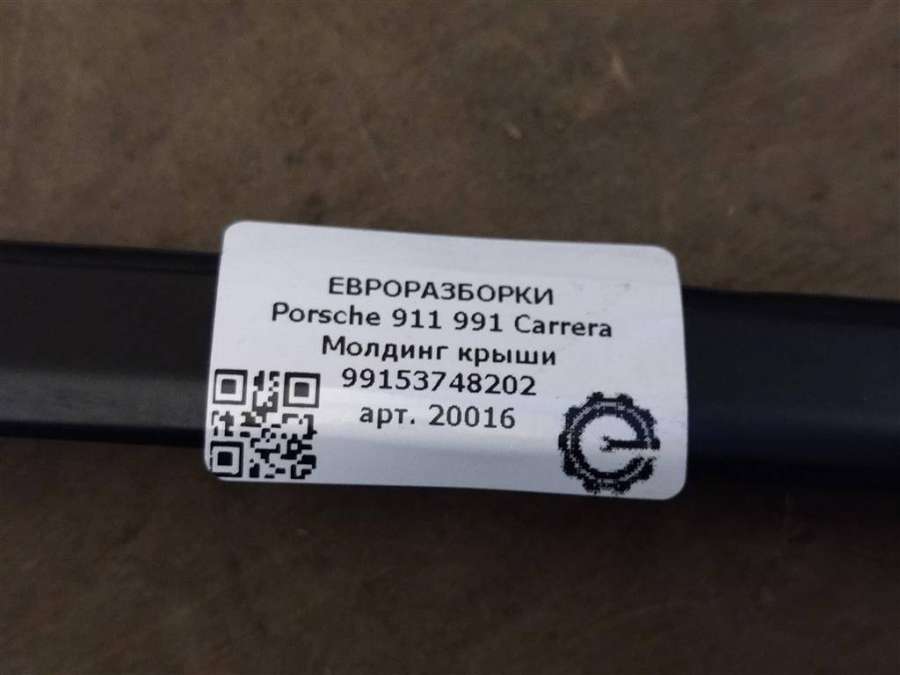 ЕВРОРАЗБОРКИ
Porsche 911 991 Carrera
Молдинг крыши
99153748202
арт. 20016